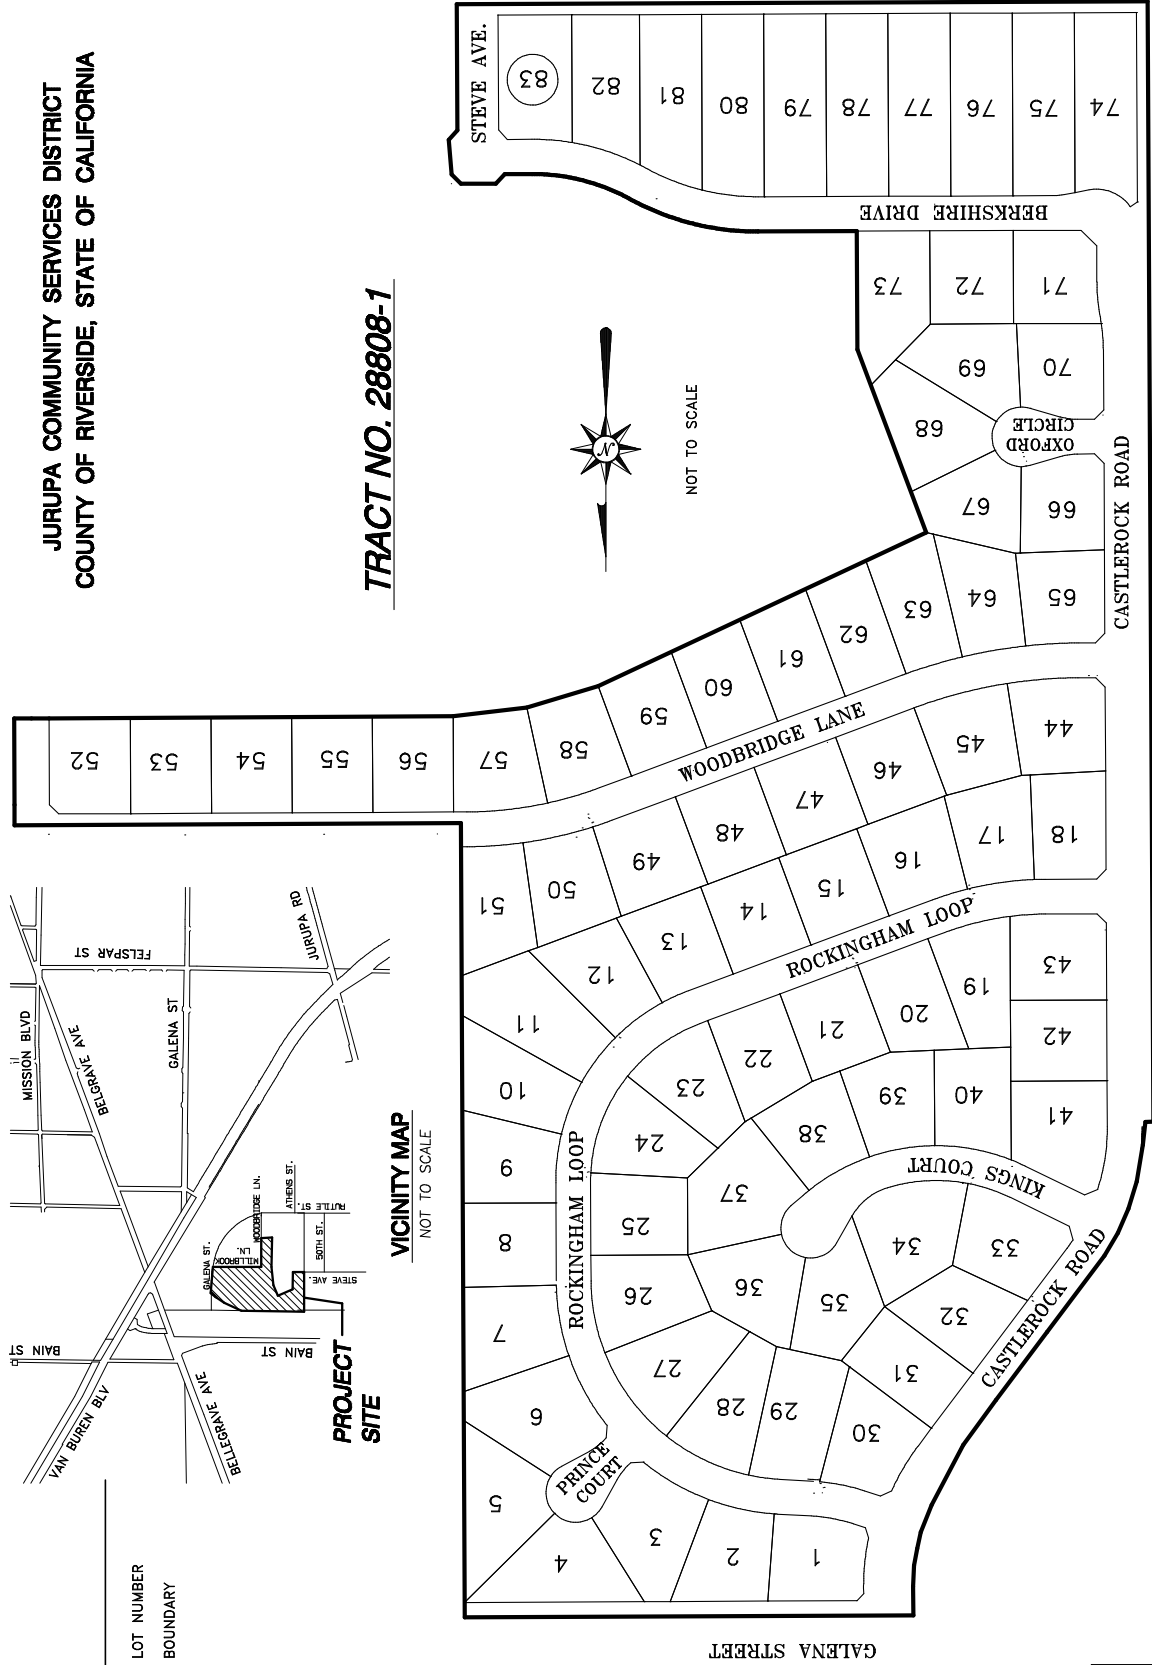 JURUPA COMMUNITY SERVICES DISTRICT
COUNTY OF RIVERSIDE, STATE OF CALIFORNIA
TRACT NO. 28808-1
N
NOT TO SCALE
STEVE AVE.
83
82
81
80
79
78
77
76
75
74
BERKSHIRE DRIVE
73
72
71
69
70
68
OXFORD
CIRCLE
67
66
CASTLEROCK ROAD
65
64
63
62
61
60
59
58
57
56
55
54
53
52
WOODBRIDGE LANE
44
45
46
47
48
49
50
51
18
17
16
15
14
13
12
11
10
9
8
7
6
5
4
3
2
1
ROCKINGHAM LOOP
ROCKINGHAM LOOP
43
42
41
19
20
21
22
23
24
25
26
27
28
29
30
31
32
33
34
35
36
37
38
39
40
KINGS COURT
CASTLEROCK ROAD
PRINCE
COURT
GALENA STREET
VICINITY MAP
NOT TO SCALE
MISSION BLVD
BELGRAVE AVE
FELSPAR ST
GALENA ST
JURUPA RD
GALENA ST.
MILLBROOK
LN.
WOODBRIDGE LN.
ATHENS ST.
RUTILE ST.
50TH ST.
STEVE AVE.
BAIN ST
BAIN ST
VAN BUREN BLV
BELLEGRAVE AVE
PROJECT
SITE
LOT NUMBER
BOUNDARY